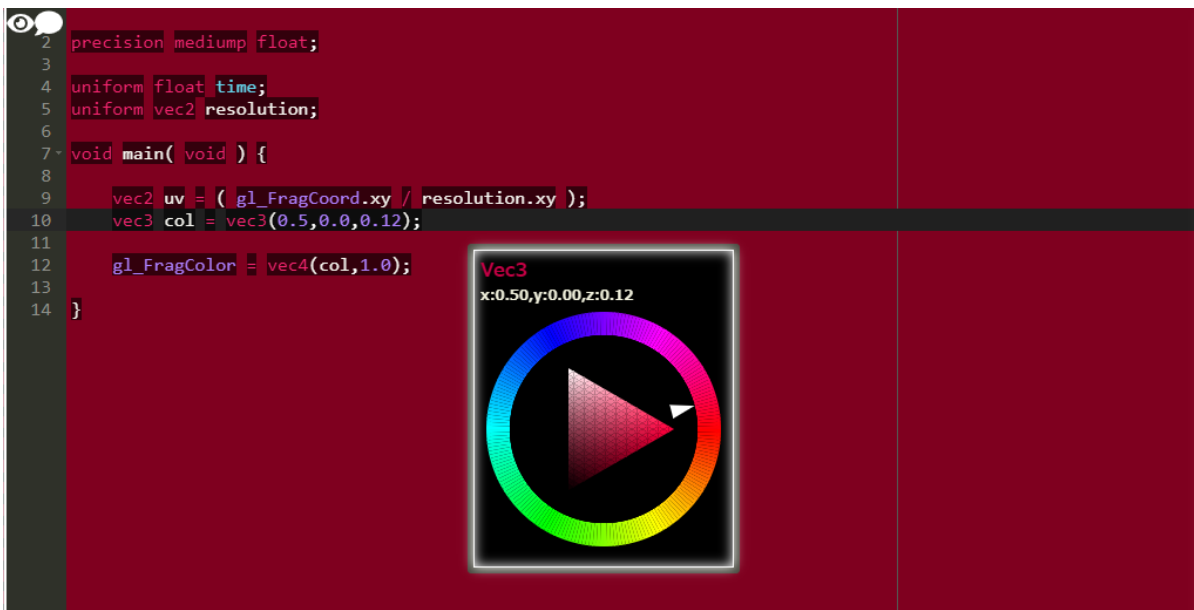 2 precision mediump float;
3
4 uniform float time;
5 uniform vec2 resolution;
6
7 void main( void ) {
8
9 vec2 uv = ( gl_FragCoord.xy / resolution.xy );
10 vec3 col = vec3(0.5,0.0,0.12);
11
12 gl_FragColor = vec4(col,1.0);
13
14 }
Vec3
x:0.50,y:0.00,z:0.12